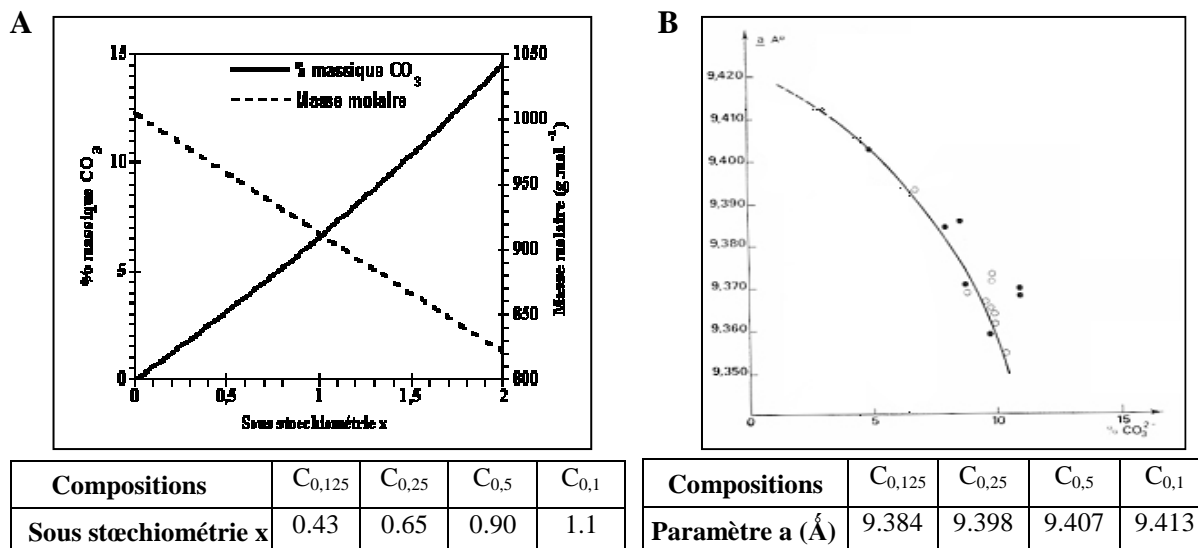 A
15
1050
% massique CO3
Masse molaire
1000
10
950
900
5
850
0
800
0
0,5
1
1,5
2
% massique CO3
Masse molaire (g.mol-1)
Sous stœchiométrie x
Compositions C0,125 C0,25 C0,5 C0,1
Sous stœchiométrie x 0.43 0.65 0.90 1.1
B
a A°
9,420
9,410
9,400
9,390
9,380
9,370
9,360
9,350
0
5
10
15
% CO3 2-
Compositions C0,125 C0,25 C0,5 C0,1
Paramètre a (Å) 9.384 9.398 9.407 9.413